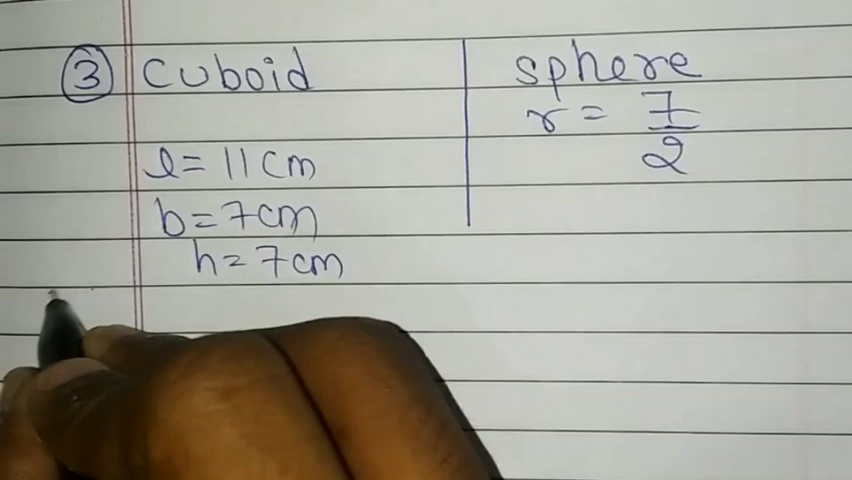 ③ Cuboid
l = 11 cm
b = 7 cm
h = 7 cm
sphere
r = 7/2